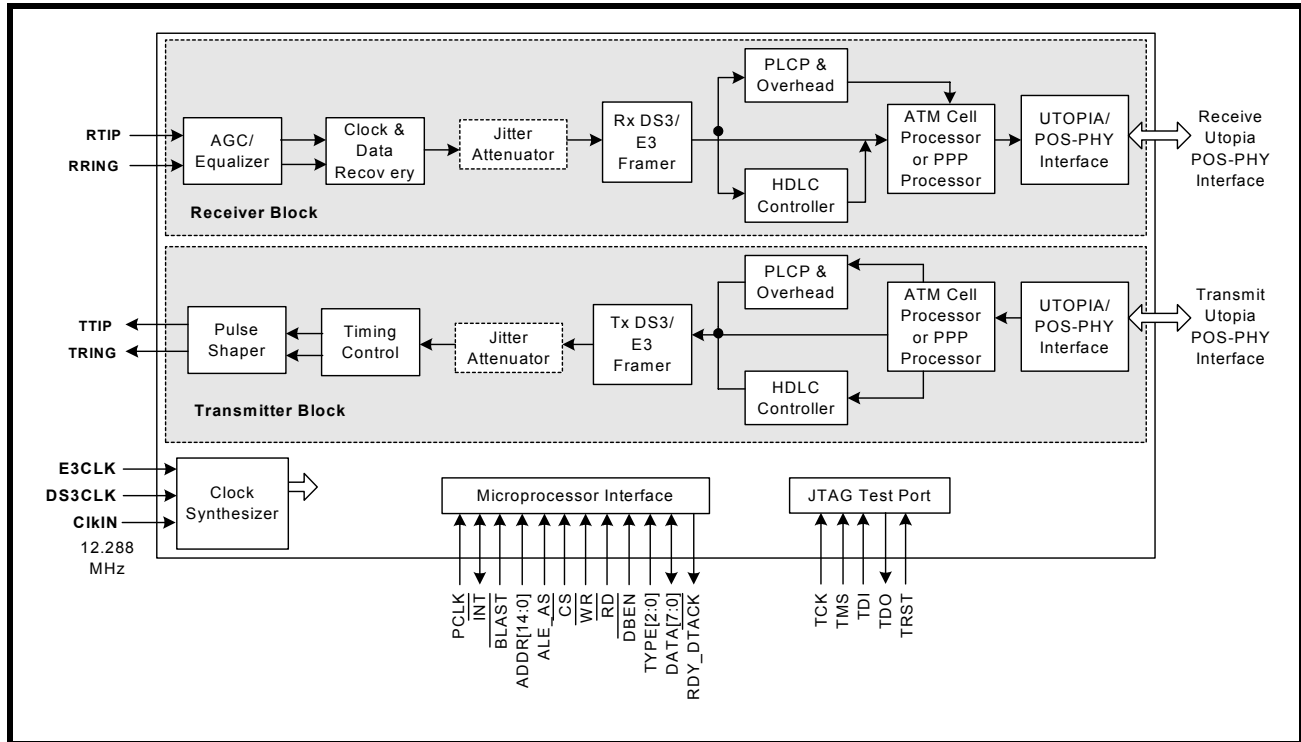 RTIP
RRING
AGC/
Equalizer
Clock &
Data
Recovery
Jitter
Attenuator
Rx DS3/
E3
Framer
PLCP &
Overhead
HDLC
Controller
ATM Cell
Processor
or PPP
Processor
UTOPIA/
POS-PHY
Interface
Receive
Utopia
POS-PHY
Interface
Receiver Block
TTIP
TRING
Pulse
Shaper
Timing
Control
Jitter
Attenuator
Tx DS3/
E3
Framer
PLCP &
Overhead
HDLC
Controller
ATM Cell
Processor
or PPP
Processor
UTOPIA/
POS-PHY
Interface
Transmit
Utopia
POS-PHY
Interface
Transmitter Block
E3CLK
DS3CLK
ClkIN
12.288
MHz
Clock
Synthesizer
Microprocessor Interface
PCLK
INT
BLAST
ADDR[14:0]
ALE_AS
CS
WR
RD
DBEN
TYPE[2:0]
DATA[7:0]
RDY_DTACK
JTAG Test Port
TCK
TMS
TDI
TDO
TRST